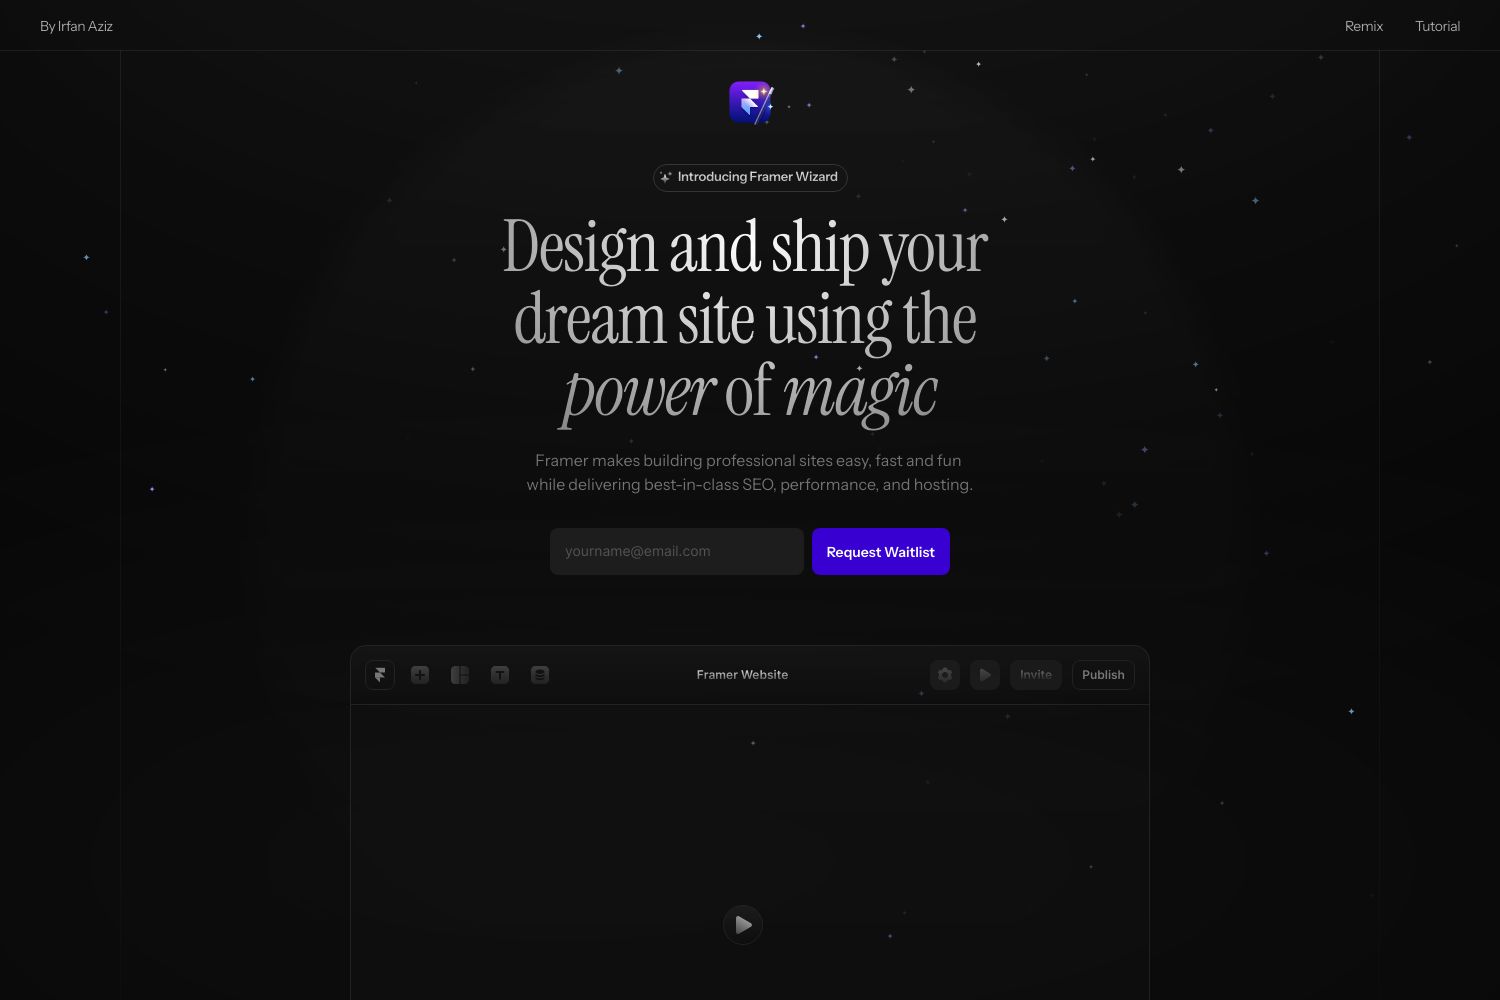 By Irfan Aziz
Remix
Tutorial
Introducing Framer Wizard
Design and ship your
dream site using the
power of magic
Framer makes building professional sites easy, fast and fun
while delivering best-in-class SEO, performance, and hosting.
yourname@email.com
Request Waitlist
Framer Website
Invite
Publish